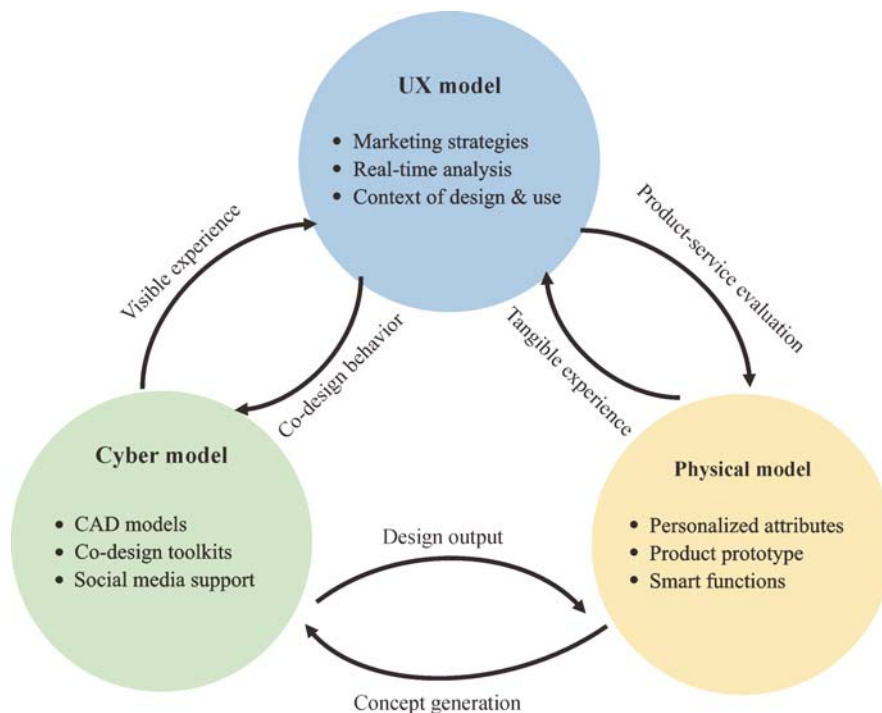 UX model
• Marketing strategies
• Real-time analysis
• Context of design & use
Visible experience
Co-design behavior
Tangible experience
Product-service evaluation
Cyber model
• CAD models
• Co-design toolkits
• Social media support
Design output
Concept generation
Physical model
• Personalized attributes
• Product prototype
• Smart functions